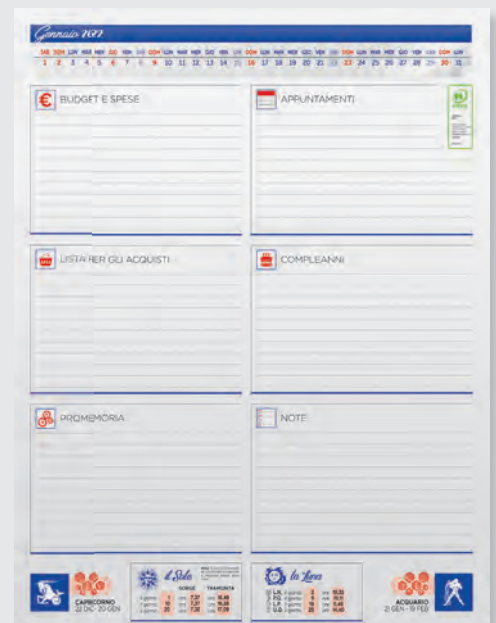 Gennaio 2022
SAB DOM LUN MAR MER GIO VEN SAB DOM LUN MAR MER GIO VEN SAB DOM LUN MAR MER GIO VEN SAB DOM LUN MAR MER GIO VEN SAB DOM LUN
1 2 3 4 5 6 7 8 9 10 11 12 13 14 15 16 17 18 19 20 21 22 23 24 25 26 27 28 29 30 31
€ BUDGET E SPESE
APPUNTAMENTI
LISTA PER GLI ACQUISTI
COMPLEANNI
PROMEMORIA
NOTE
CAPRICORNO
22 DIC - 20 GEN
il Sole
SORGE TRAMONTA
la Luna
ACQUARIO
21 GEN - 19 FEB